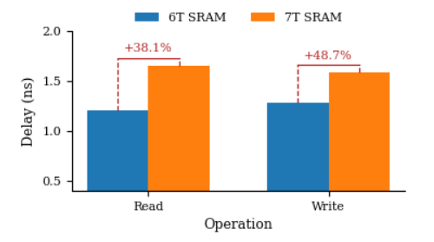 6T SRAM 7T SRAM
2.0
1.5
1.0
0.5
Delay (ns)
+38.1%
+48.7%
Read Write
Operation